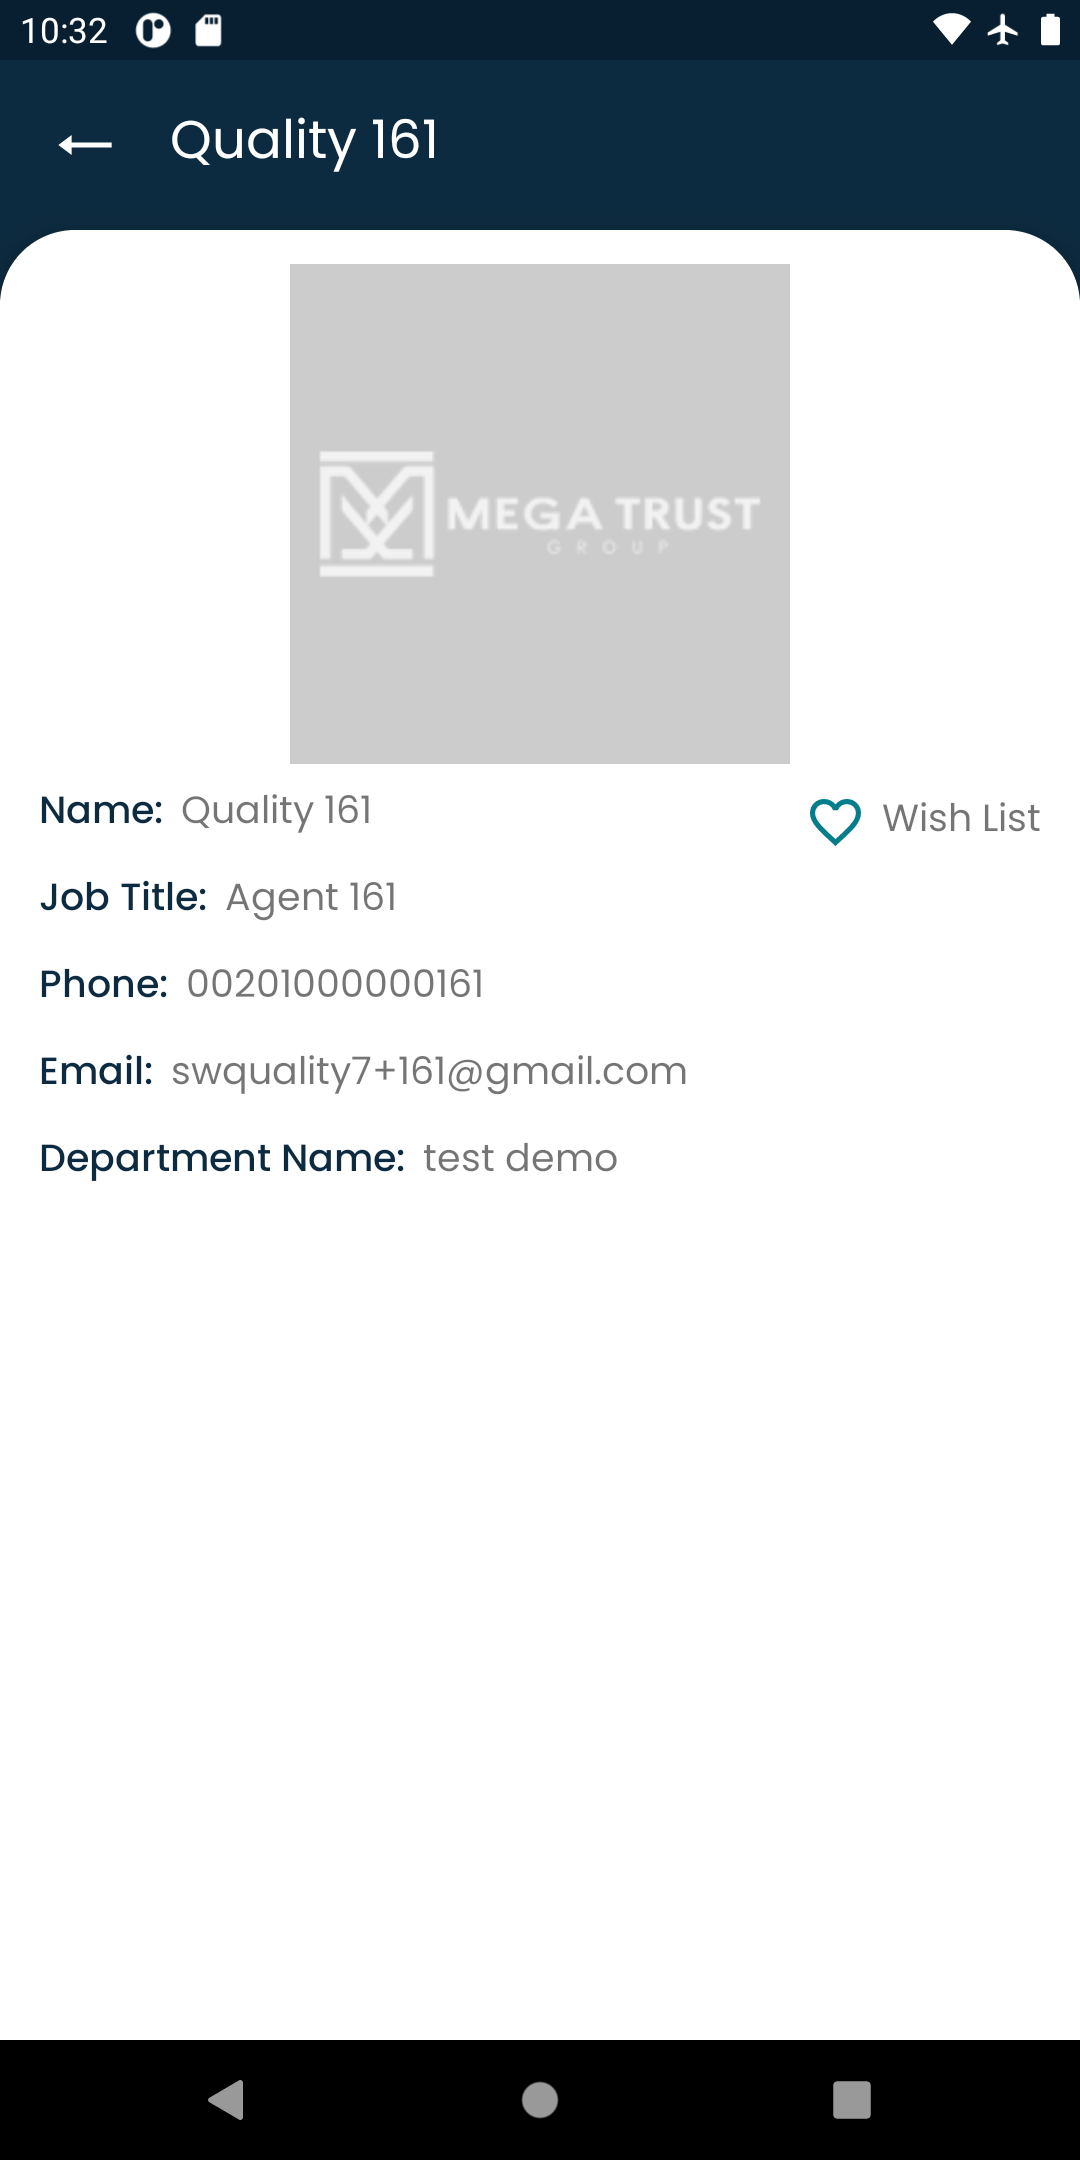 10:32
Quality 161
MEGA TRUST
GROUP
Name: Quality 161
Wish List
Job Title: Agent 161
Phone: 00201000000161
Email: swquality7+161@gmail.com
Department Name: test demo